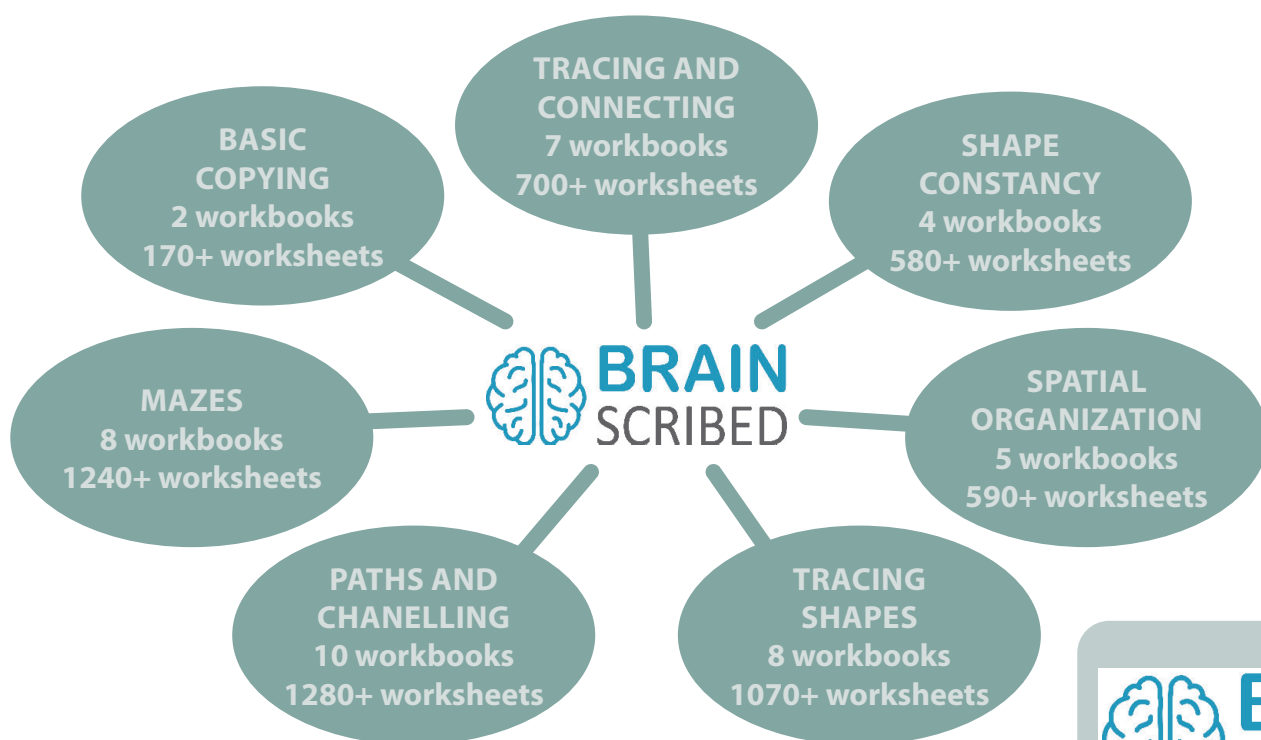 TRACING AND
CONNECTING
7 workbooks
700+ worksheets
BASIC
COPYING
2 workbooks
170+ worksheets
SHAPE
CONSTANCY
4 workbooks
580+ worksheets
BRAIN
SCRIBED
MAZES
8 workbooks
1240+ worksheets
SPATIAL
ORGANIZATION
5 workbooks
590+ worksheets
PATHS AND
CHANELLING
10 workbooks
1280+ worksheets
TRACING
SHAPES
8 workbooks
1070+ worksheets